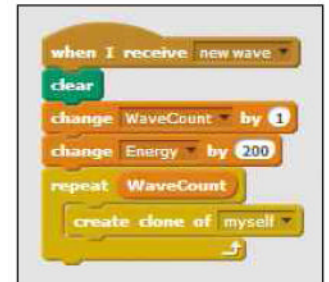 when I receive new wave
clear
change WaveCount by 1
change Energy by 200
repeat WaveCount
create clone of myself